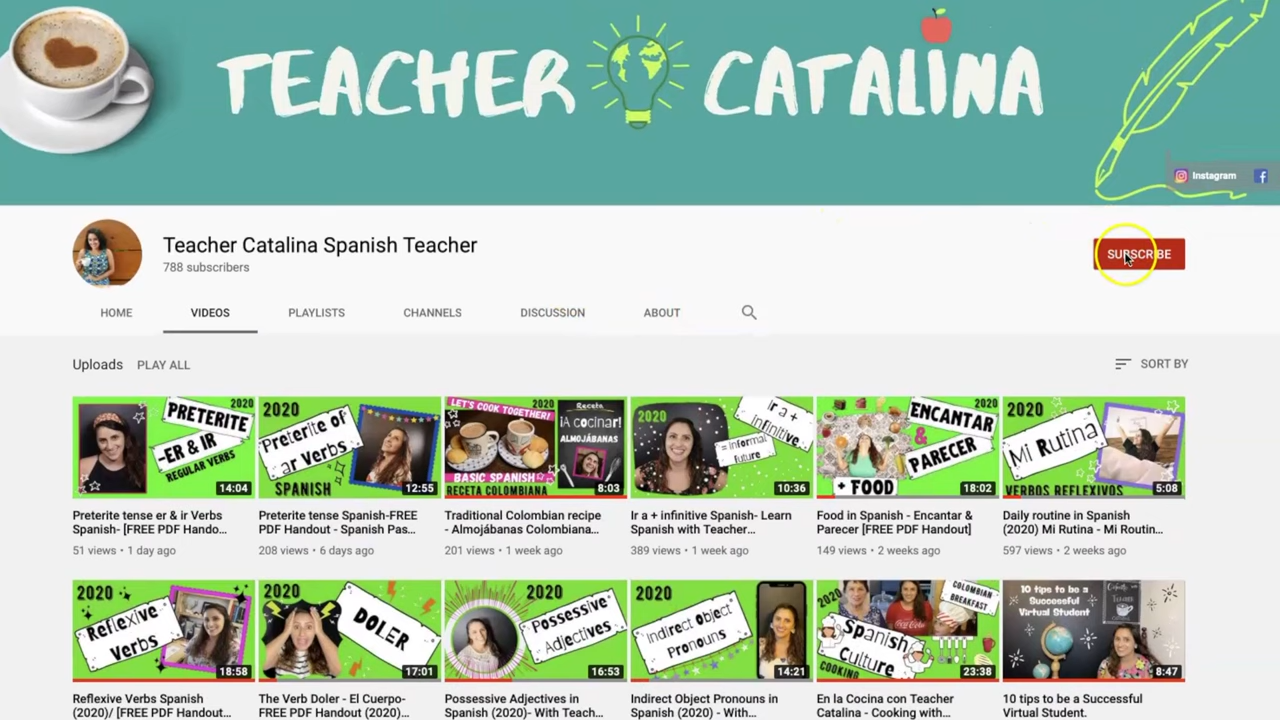 TEACHER CATALINA
Instagram
Teacher Catalina Spanish Teacher
788 subscribers
SUBSCRIBE
HOME VIDEOS PLAYLISTS CHANNELS DISCUSSION ABOUT
Uploads PLAY ALL
SORT BY
2020
PRETERITE
-ER & IR
REGULAR VERBS
14:04
2020
Preterite of
ar Verbs
SPANISH
12:55
LET'S COOK TOGETHER!
2020
Receta
¡A cocinar!
ALMOJÁBANAS
BASIC SPANISH
RECETA COLOMBIANA
8:03
2020
Ir a +
infinitive
= informal
future
10:36
2020
ENCANTAR
&
PARECER
+ FOOD
18:02
2020
Mi Rutina
VERBOS REFLEXIVOS
5:08
Preterite tense er & ir Verbs
Spanish- [FREE PDF Hando...
51 views • 1 day ago
Preterite tense Spanish-FREE
PDF Handout - Spanish Pas...
208 views • 6 days ago
Traditional Colombian recipe
- Almojábanas Colombiana...
201 views • 1 week ago
Ir a + infinitive Spanish- Learn
Spanish with Teacher...
389 views • 1 week ago
Food in Spanish - Encantar &
Parecer [FREE PDF Handout]
149 views • 2 weeks ago
Daily routine in Spanish
(2020) Mi Rutina - Mi Routin...
597 views • 2 weeks ago
2020
Reflexive
Verbs
18:58
2020
DOLER
17:01
2020
Possessive
Adjectives
16:53
2020
Indirect Object
Pronouns
14:21
2020
COLOMBIAN
BREAKFAST
Spanish
Culture
COOKING
23:38
10 tips to be a
Successful
Virtual Student
8:47
Reflexive Verbs Spanish
(2020)/ [FREE PDF Handout...
The Verb Doler - El Cuerpo-
FREE PDF Handout (2020)...
Possessive Adjectives in
Spanish (2020)- With Teach...
Indirect Object Pronouns in
Spanish (2020) - With...
En la Cocina con Teacher
Catalina - Cooking with...
10 tips to be a Successful
Virtual Student.